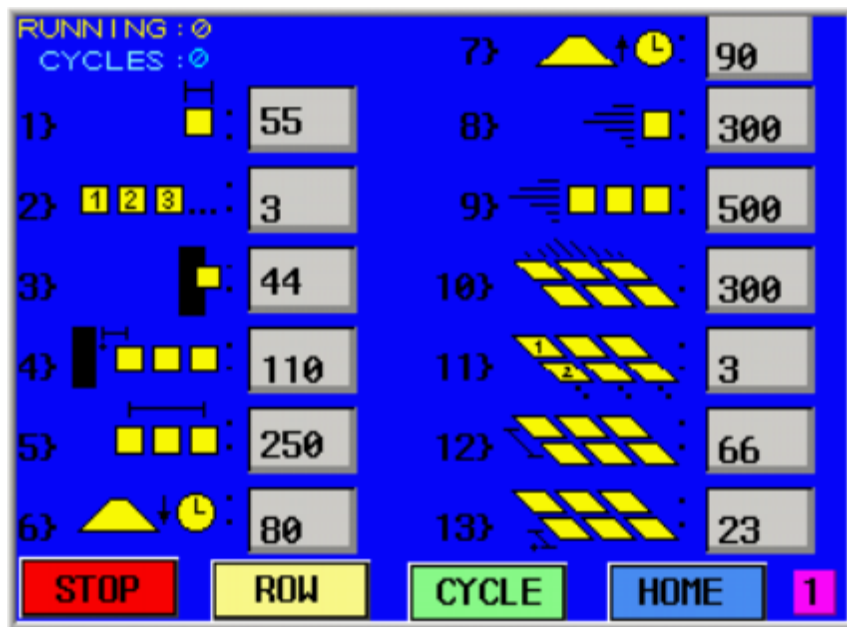 RUNNING :0
CYCLES :0
1} : 55
2} 1 2 3 ... : 3
3} : 44
4} : 110
5} : 250
6} : 80
7} : 90
8} : 300
9} : 500
10} : 300
11} 1 2 : 3
12} : 66
13} : 23
STOP ROW CYCLE HOME 1